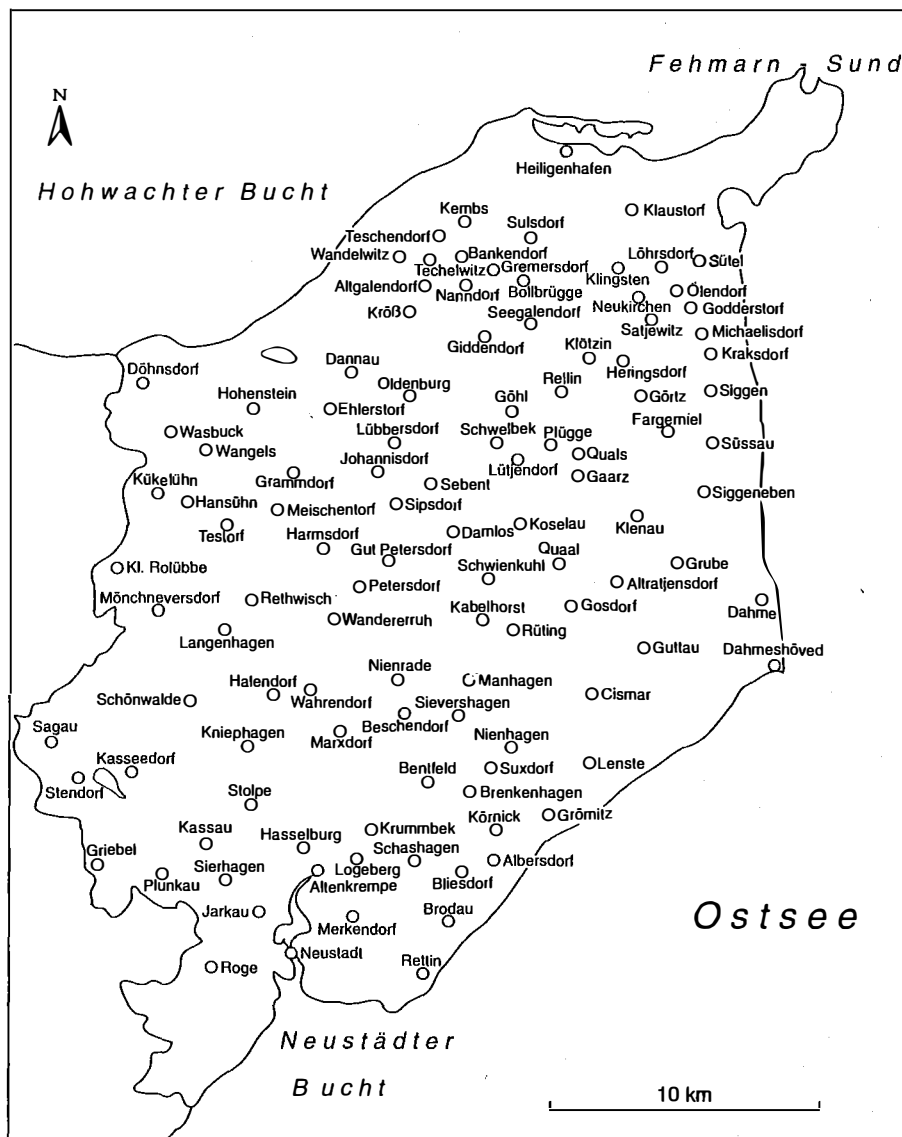 Fehmarn - Sund
N
Heiligenhafen
Hohwachter Bucht
Kembs
Klaustorf
Sulsdorf
Teschendorf
Wandelwitz
Bankendorf
Löhrsdorf
Sütel
Techelwitz
Gremersdorf
Klingsten
Altgalendorf
Nanndorf
Bollbrügge
Ölendorf
Neukirchen
Godderstorf
Kröß
Seegalendorf
Satjewitz
Michaelisdorf
Giddendorf
Klötzin
Kraksdorf
Dannau
Heringsdorf
Döhnsdorf
Oldenburg
Rellin
Siggen
Hohenstein
Görtz
Ehlerstorf
Göhl
Fargemiel
Wasbuck
Lübbersdorf
Schwelbek
Plügge
Süssau
Wangels
Johannisdorf
Quals
Lütjendorf
Kükelühn
Grammdorf
Sebent
Gaarz
Siggeneben
Hansühn
Meischentorf
Sipsdorf
Testorf
Damlos
Koselau
Klenau
Harmsdorf
Gut Petersdorf
Quaal
Kl. Rolübbe
Schwienkuhl
Grube
Petersdorf
Altratjensdorf
Mönchneversdorf
Rethwisch
Kabelhorst
Gosdorf
Dahme
Wandererruh
Langenhagen
Rüting
Guttau
Dahmeshöved
Nienrade
Manhagen
Schönwalde
Hatendorf
Wahrendorf
Sievershagen
Cismar
Sagau
Beschendorf
Kniephagen
Marxdorf
Nienhagen
Kasseedorf
Bentfeld
Suxdorf
Lenste
Stendorf
Brenkenhagen
Stolpe
Körnick
Grömitz
Kassau
Hasselburg
Krummbek
Griebel
Schashagen
Sierhagen
Logeberg
Albersdorf
Plunkau
Altenkrempe
Bliesdorf
Jarkau
Merkendorf
Brodau
Ostsee
Neustadt
Roge
Rettin
Neustädter
Bucht
10 km